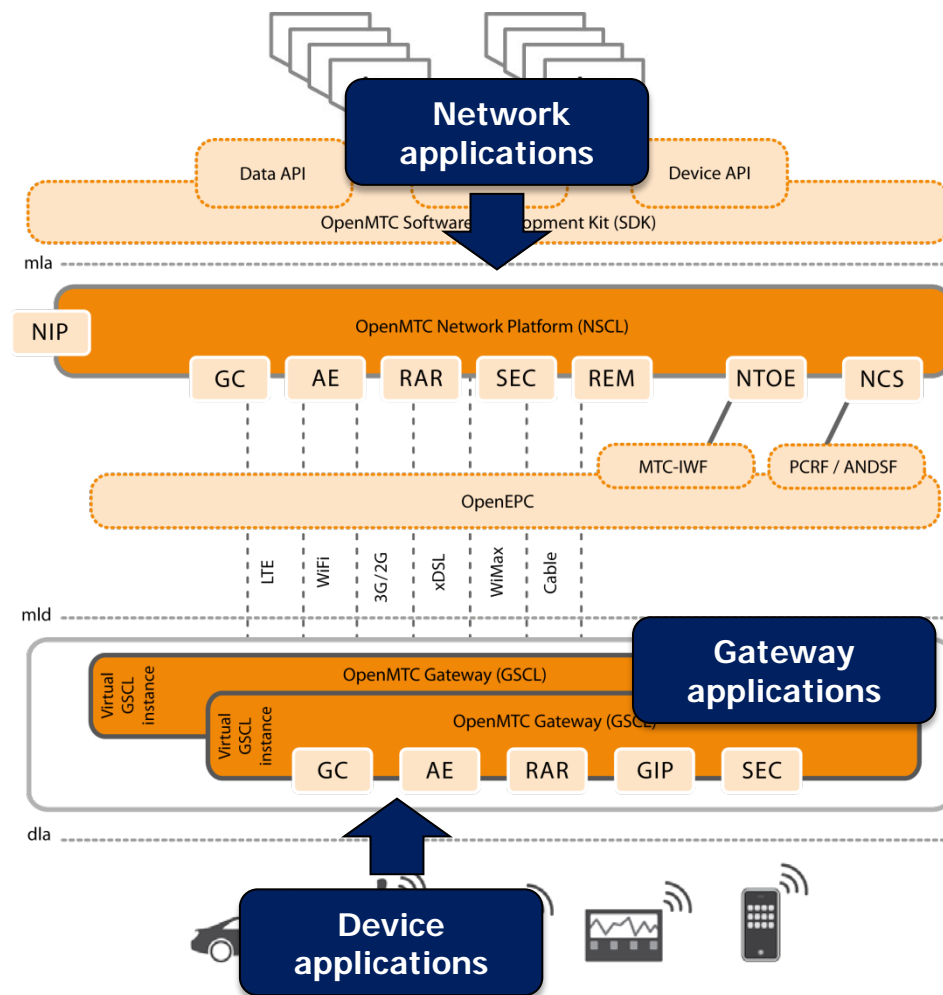 Network
applications
Data API
Device API
OpenMTC Software
opment Kit (SDK)
mla
OpenMTC Network Platform (NSCL)
NIP
GC
AE
RAR
SEC
REM
NTOE
NCS
MTC-IWF
PCRF / ANDSF
OpenEPC
LTE
WiFi
3G/2G
xDSL
WiMax
Cable
mld
Gateway
applications
Virtual
GSCL
instance
OpenMTC Gateway (GSCL)
Virtual
GSCL
instance
OpenMTC Gateway (GSCL)
GC
AE
RAR
GIP
SEC
dla
Device
applications